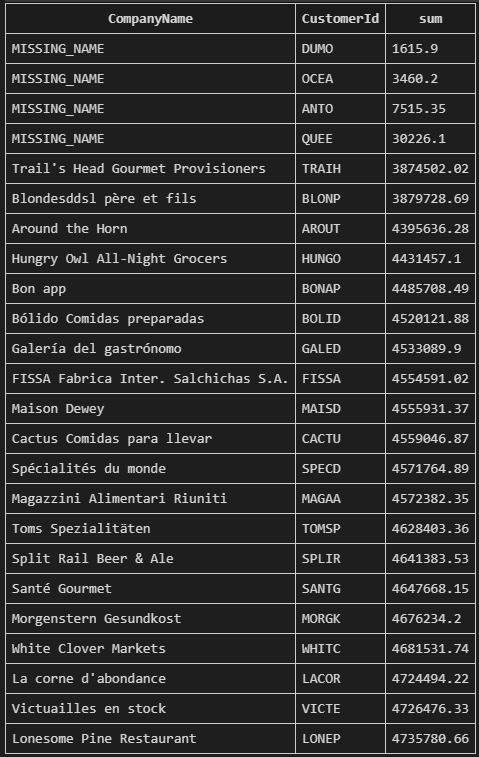 CompanyName CustomerId sum
MISSING_NAME DUMO 1615.9
MISSING_NAME OCEA 3460.2
MISSING_NAME ANTO 7515.35
MISSING_NAME QUEE 30226.1
Trail's Head Gourmet Provisioners TRAIH 3874502.02
Blondesddsl père et fils BLONP 3879728.69
Around the Horn AROUT 4395636.28
Hungry Owl All-Night Grocers HUNGO 4431457.1
Bon app BONAP 4485708.49
Bólido Comidas preparadas BOLID 4520121.88
Galería del gastrónomo GALED 4533089.9
FISSA Fabrica Inter. Salchichas S.A. FISSA 4554591.02
Maison Dewey MAISD 4555931.37
Cactus Comidas para llevar CACTU 4559046.87
Spécialités du monde SPECD 4571764.89
Magazzini Alimentari Riuniti MAGAA 4572382.35
Toms Spezialitäten TOMSP 4628403.36
Split Rail Beer & Ale SPLIR 4641383.53
Santé Gourmet SANTG 4647668.15
Morgenstern Gesundkost MORGK 4676234.2
White Clover Markets WHITC 4681531.74
La corne d'abondance LACOR 4724494.22
Victuailles en stock VICTE 4726476.33
Lonesome Pine Restaurant LONEP 4735780.66